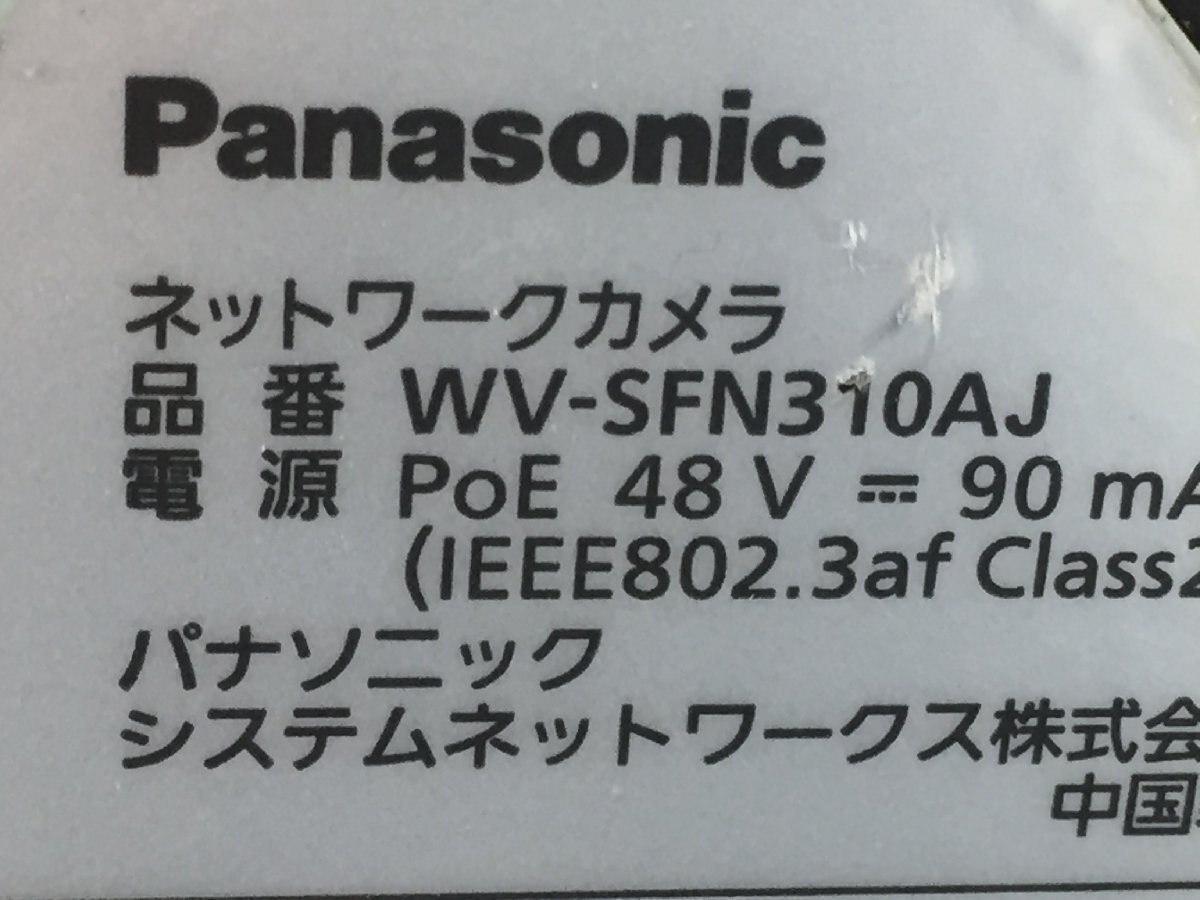 Panasonic
ネットワークカメラ
品 番 WV-SFN310AJ
電 源 PoE 48 V ⎓ 90 mA
(IEEE802.3af Class2
パナソニック
システムネットワークス株式会
中国